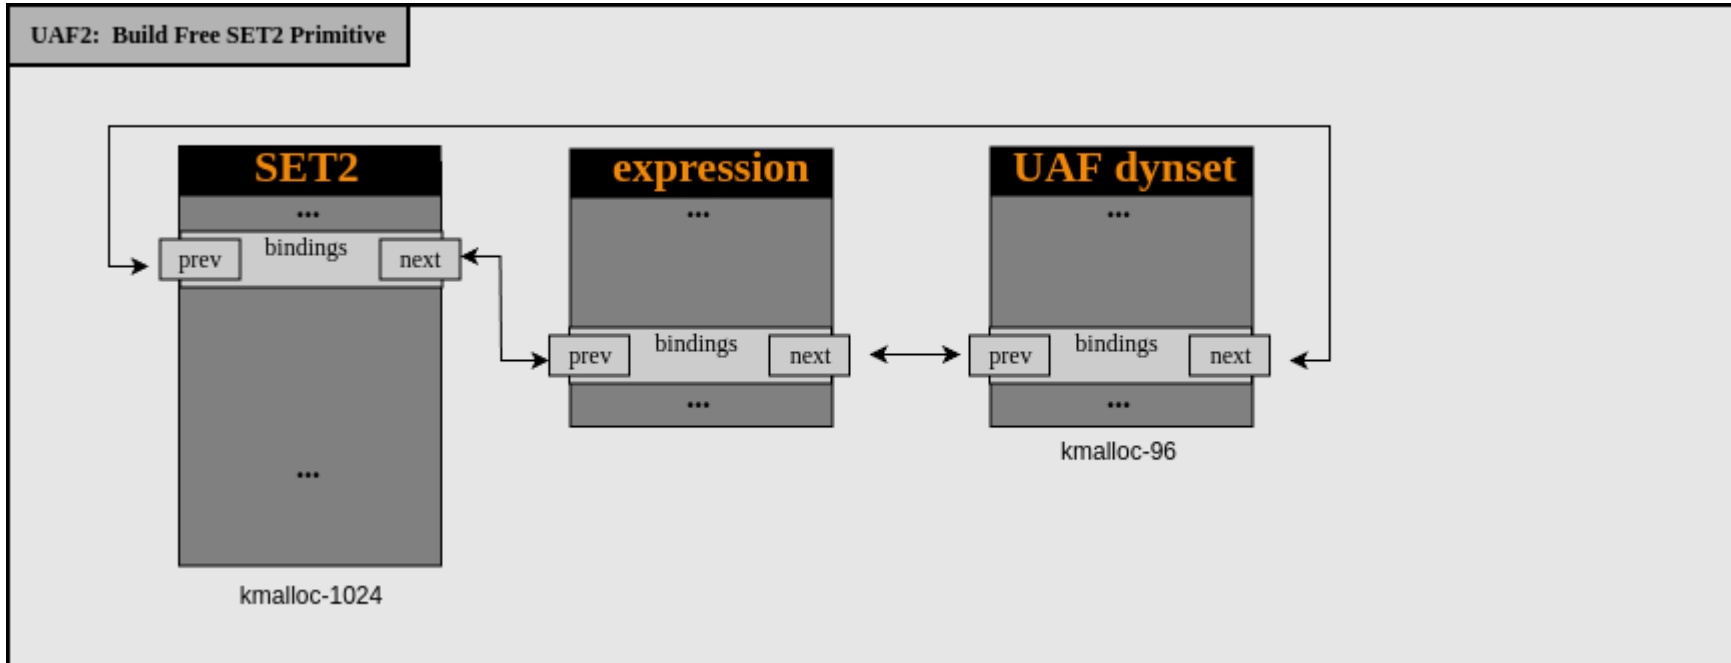 UAF2: Build Free SET2 Primitive
SET2
...
prev bindings next
...
kmalloc-1024
expression
...
prev bindings next
...
UAF dynset
...
prev bindings next
...
kmalloc-96